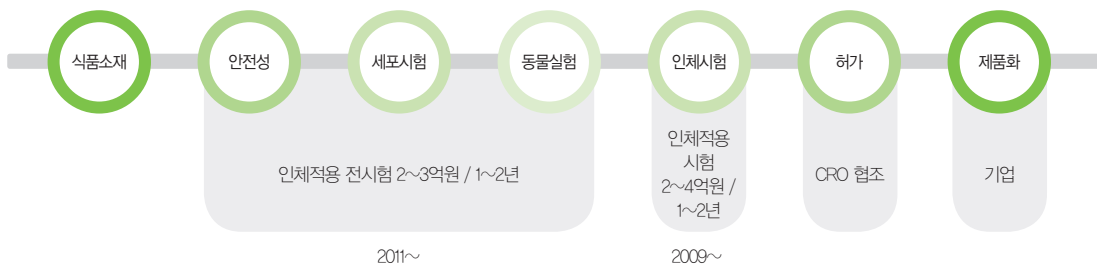 식품소재
안전성
세포시험
동물실험
인체시험
허가
제품화
인체적용 전시험 2~3억원 / 1~2년
인체적용
시험
2~4억원 /
1~2년
CRO 협조
기업
2011~
2009~